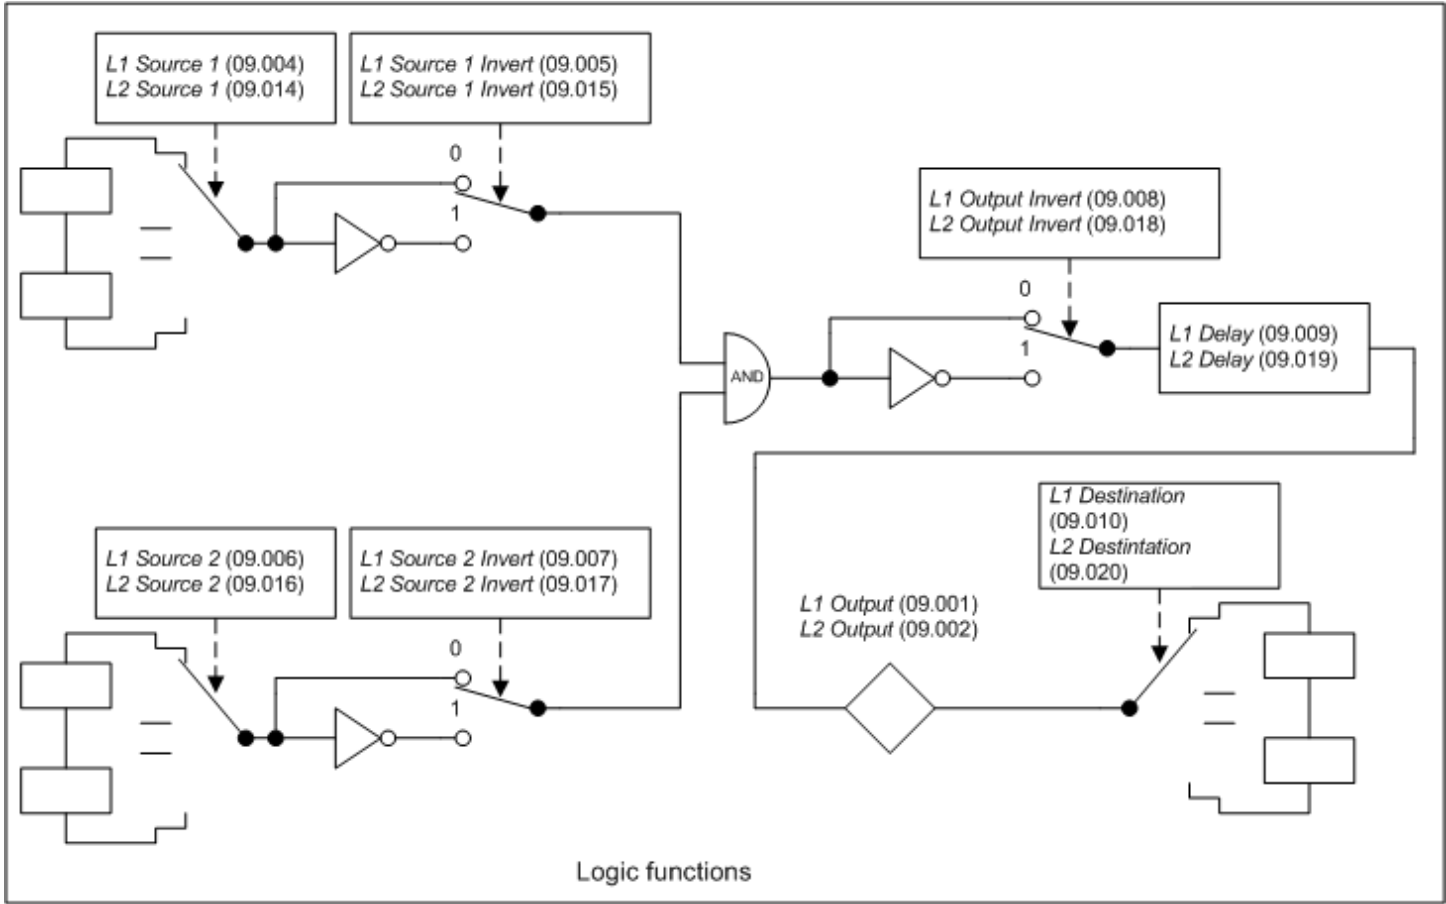 L1 Source 1 (09.004)
L2 Source 1 (09.014)
L1 Source 1 Invert (09.005)
L2 Source 1 Invert (09.015)
0
1
L1 Output Invert (09.008)
L2 Output Invert (09.018)
0
1
L1 Delay (09.009)
L2 Delay (09.019)
AND
L1 Source 2 (09.006)
L2 Source 2 (09.016)
L1 Source 2 Invert (09.007)
L2 Source 2 Invert (09.017)
0
1
L1 Destination
(09.010)
L2 Destintation
(09.020)
L1 Output (09.001)
L2 Output (09.002)
Logic functions